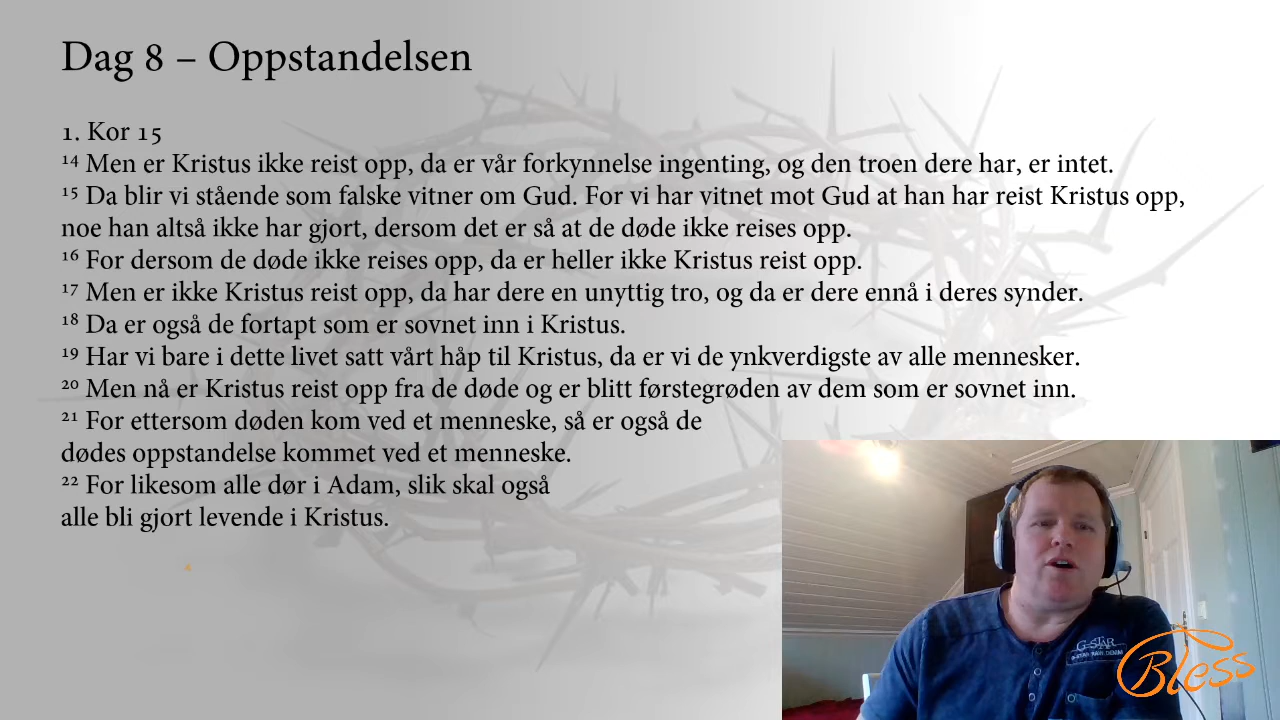 Dag 8 – Oppstandelsen
1. Kor 15
¹⁴ Men er Kristus ikke reist opp, da er vår forkynnelse ingenting, og den troen dere har, er intet.
¹⁵ Da blir vi stående som falske vitner om Gud. For vi har vitnet mot Gud at han har reist Kristus opp,
noe han altså ikke har gjort, dersom det er så at de døde ikke reises opp.
¹⁶ For dersom de døde ikke reises opp, da er heller ikke Kristus reist opp.
¹⁷ Men er ikke Kristus reist opp, da har dere en unyttig tro, og da er dere ennå i deres synder.
¹⁸ Da er også de fortapt som er sovnet inn i Kristus.
¹⁹ Har vi bare i dette livet satt vårt håp til Kristus, da er vi de ynkverdigste av alle mennesker.
²⁰ Men nå er Kristus reist opp fra de døde og er blitt førstegrøden av dem som er sovnet inn.
²¹ For ettersom døden kom ved et menneske, så er også de
dødes oppstandelse kommet ved et menneske.
²² For likesom alle dør i Adam, slik skal også
alle bli gjort levende i Kristus.
G-STAR
Bless